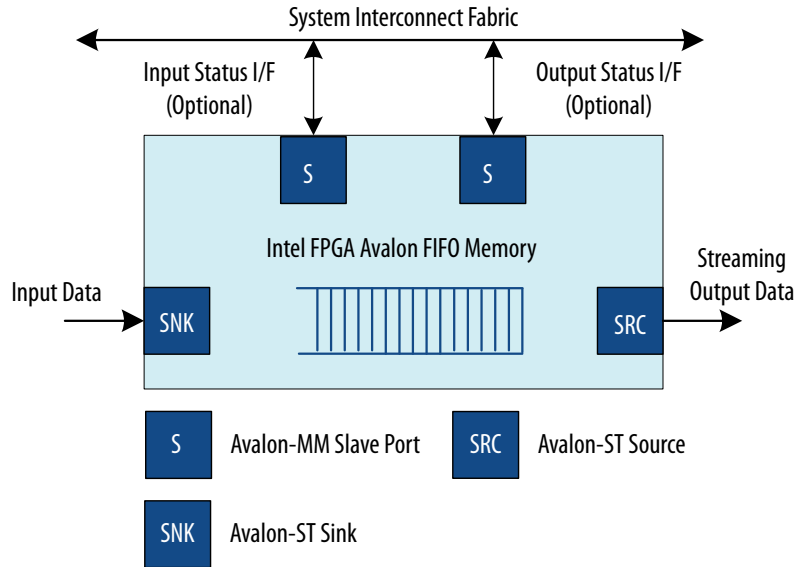 System Interconnect Fabric
Input Status I/F
(Optional)
Output Status I/F
(Optional)
S
S
Intel FPGA Avalon FIFO Memory
Input Data
SNK
SRC
Streaming
Output Data
S
Avalon-MM Slave Port
SRC
Avalon-ST Source
SNK
Avalon-ST Sink